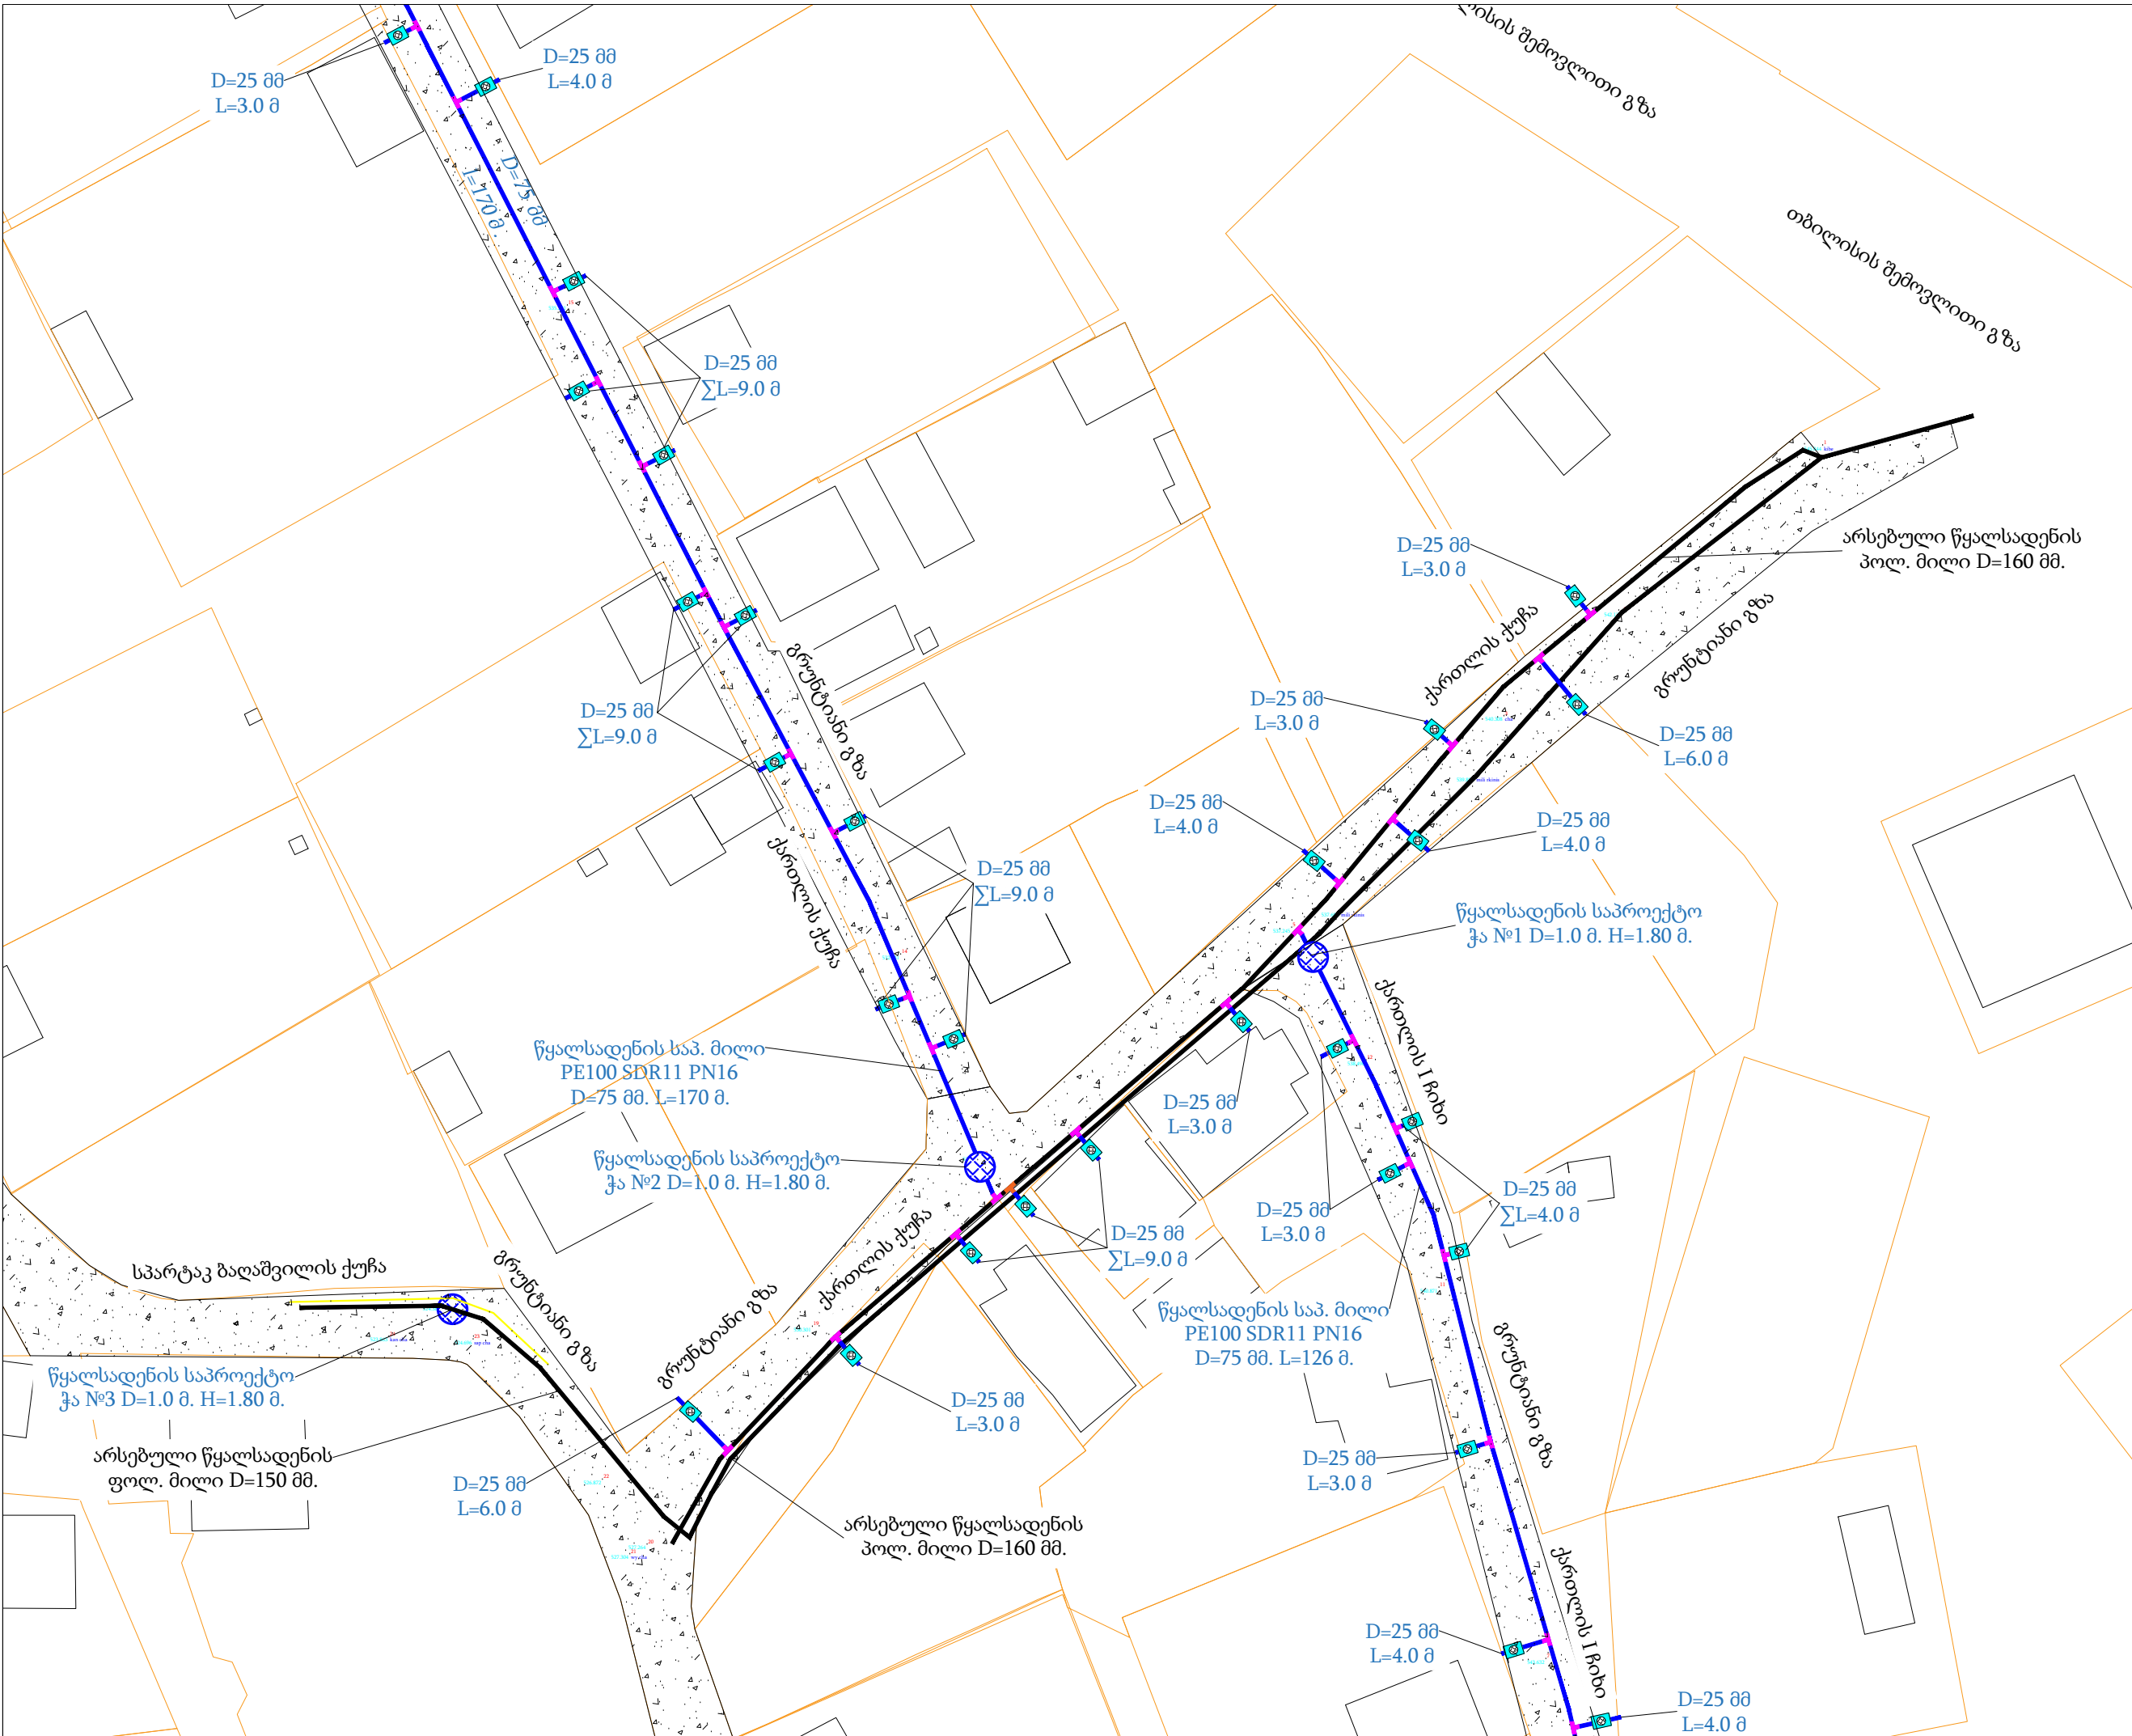 ლისის შემოვლითი გზა
D=25 მმ
L=4.0 მ
D=25 მმ
L=3.0 მ
D=75 მმ
l=170 მ.
თბილისის შემოვლითი გზა
D=25 მმ
∑L=9.0 მ
არსებული წყალსადენის
პოლ. მილი D=160 მმ.
D=25 მმ
L=3.0 მ
ქართლის ქუჩა
გრუნტიანი გზა
გრუნტიანი გზა
D=25 მმ
∑L=9.0 მ
D=25 მმ
L=3.0 მ
D=25 მმ
L=6.0 მ
D=25 მმ
L=4.0 მ
D=25 მმ
L=4.0 მ
ქართლის ქუჩა
D=25 მმ
∑L=9.0 მ
წყალსადენის საპროექტო
ჭა №1 D=1.0 მ. H=1.80 მ.
ქართლის I ჩიხი
წყალსადენის საპ. მილი
PE100 SDR11 PN16
D=75 მმ. L=170 მ.
D=25 მმ
L=3.0 მ
წყალსადენის საპროექტო
ჭა №2 D=1.0 მ. H=1.80 მ.
D=25 მმ
∑L=4.0 მ
D=25 მმ
L=3.0 მ
D=25 მმ
∑L=9.0 მ
ქართლის ქუჩა
სპარტაკ ბაღაშვილის ქუჩა
გრუნტიანი გზა
გრუნტიანი გზა
წყალსადენის საპ. მილი
PE100 SDR11 PN16
D=75 მმ. L=126 მ.
გრუნტიანი გზა
წყალსადენის საპროექტო
ჭა №3 D=1.0 მ. H=1.80 მ.
D=25 მმ
L=3.0 მ
არსებული წყალსადენის
ფოლ. მილი D=150 მმ.
D=25 მმ
L=3.0 მ
D=25 მმ
L=6.0 მ
არსებული წყალსადენის
პოლ. მილი D=160 მმ.
ქართლის I ჩიხი
D=25 მმ
L=4.0 მ
D=25 მმ
L=4.0 მ